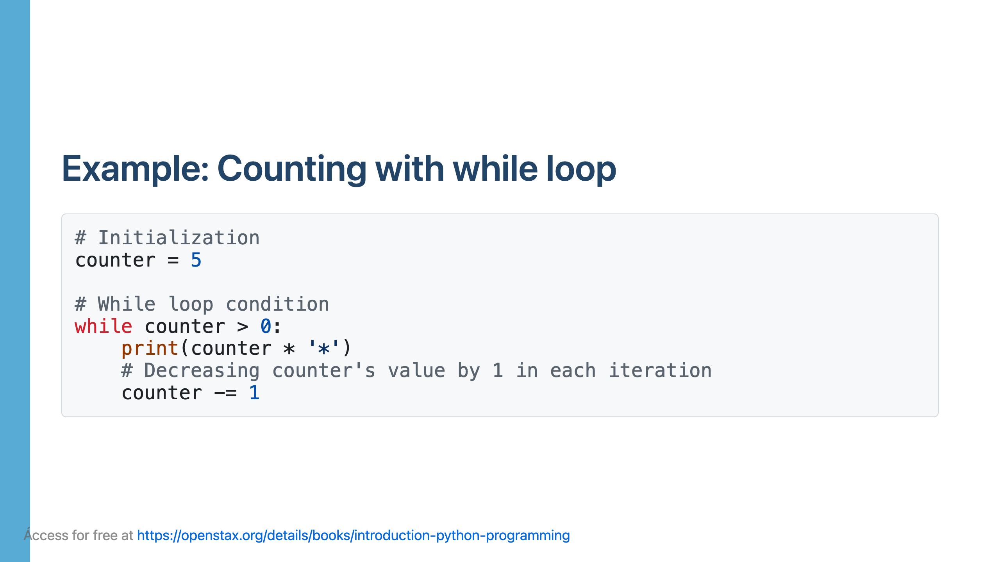 Example: Counting with while loop
# Initialization
counter = 5
# While loop condition
while counter > 0:
    print(counter * '*')
    # Decreasing counter's value by 1 in each iteration
    counter -= 1
Áccess for free at https://openstax.org/details/books/introduction-python-programming